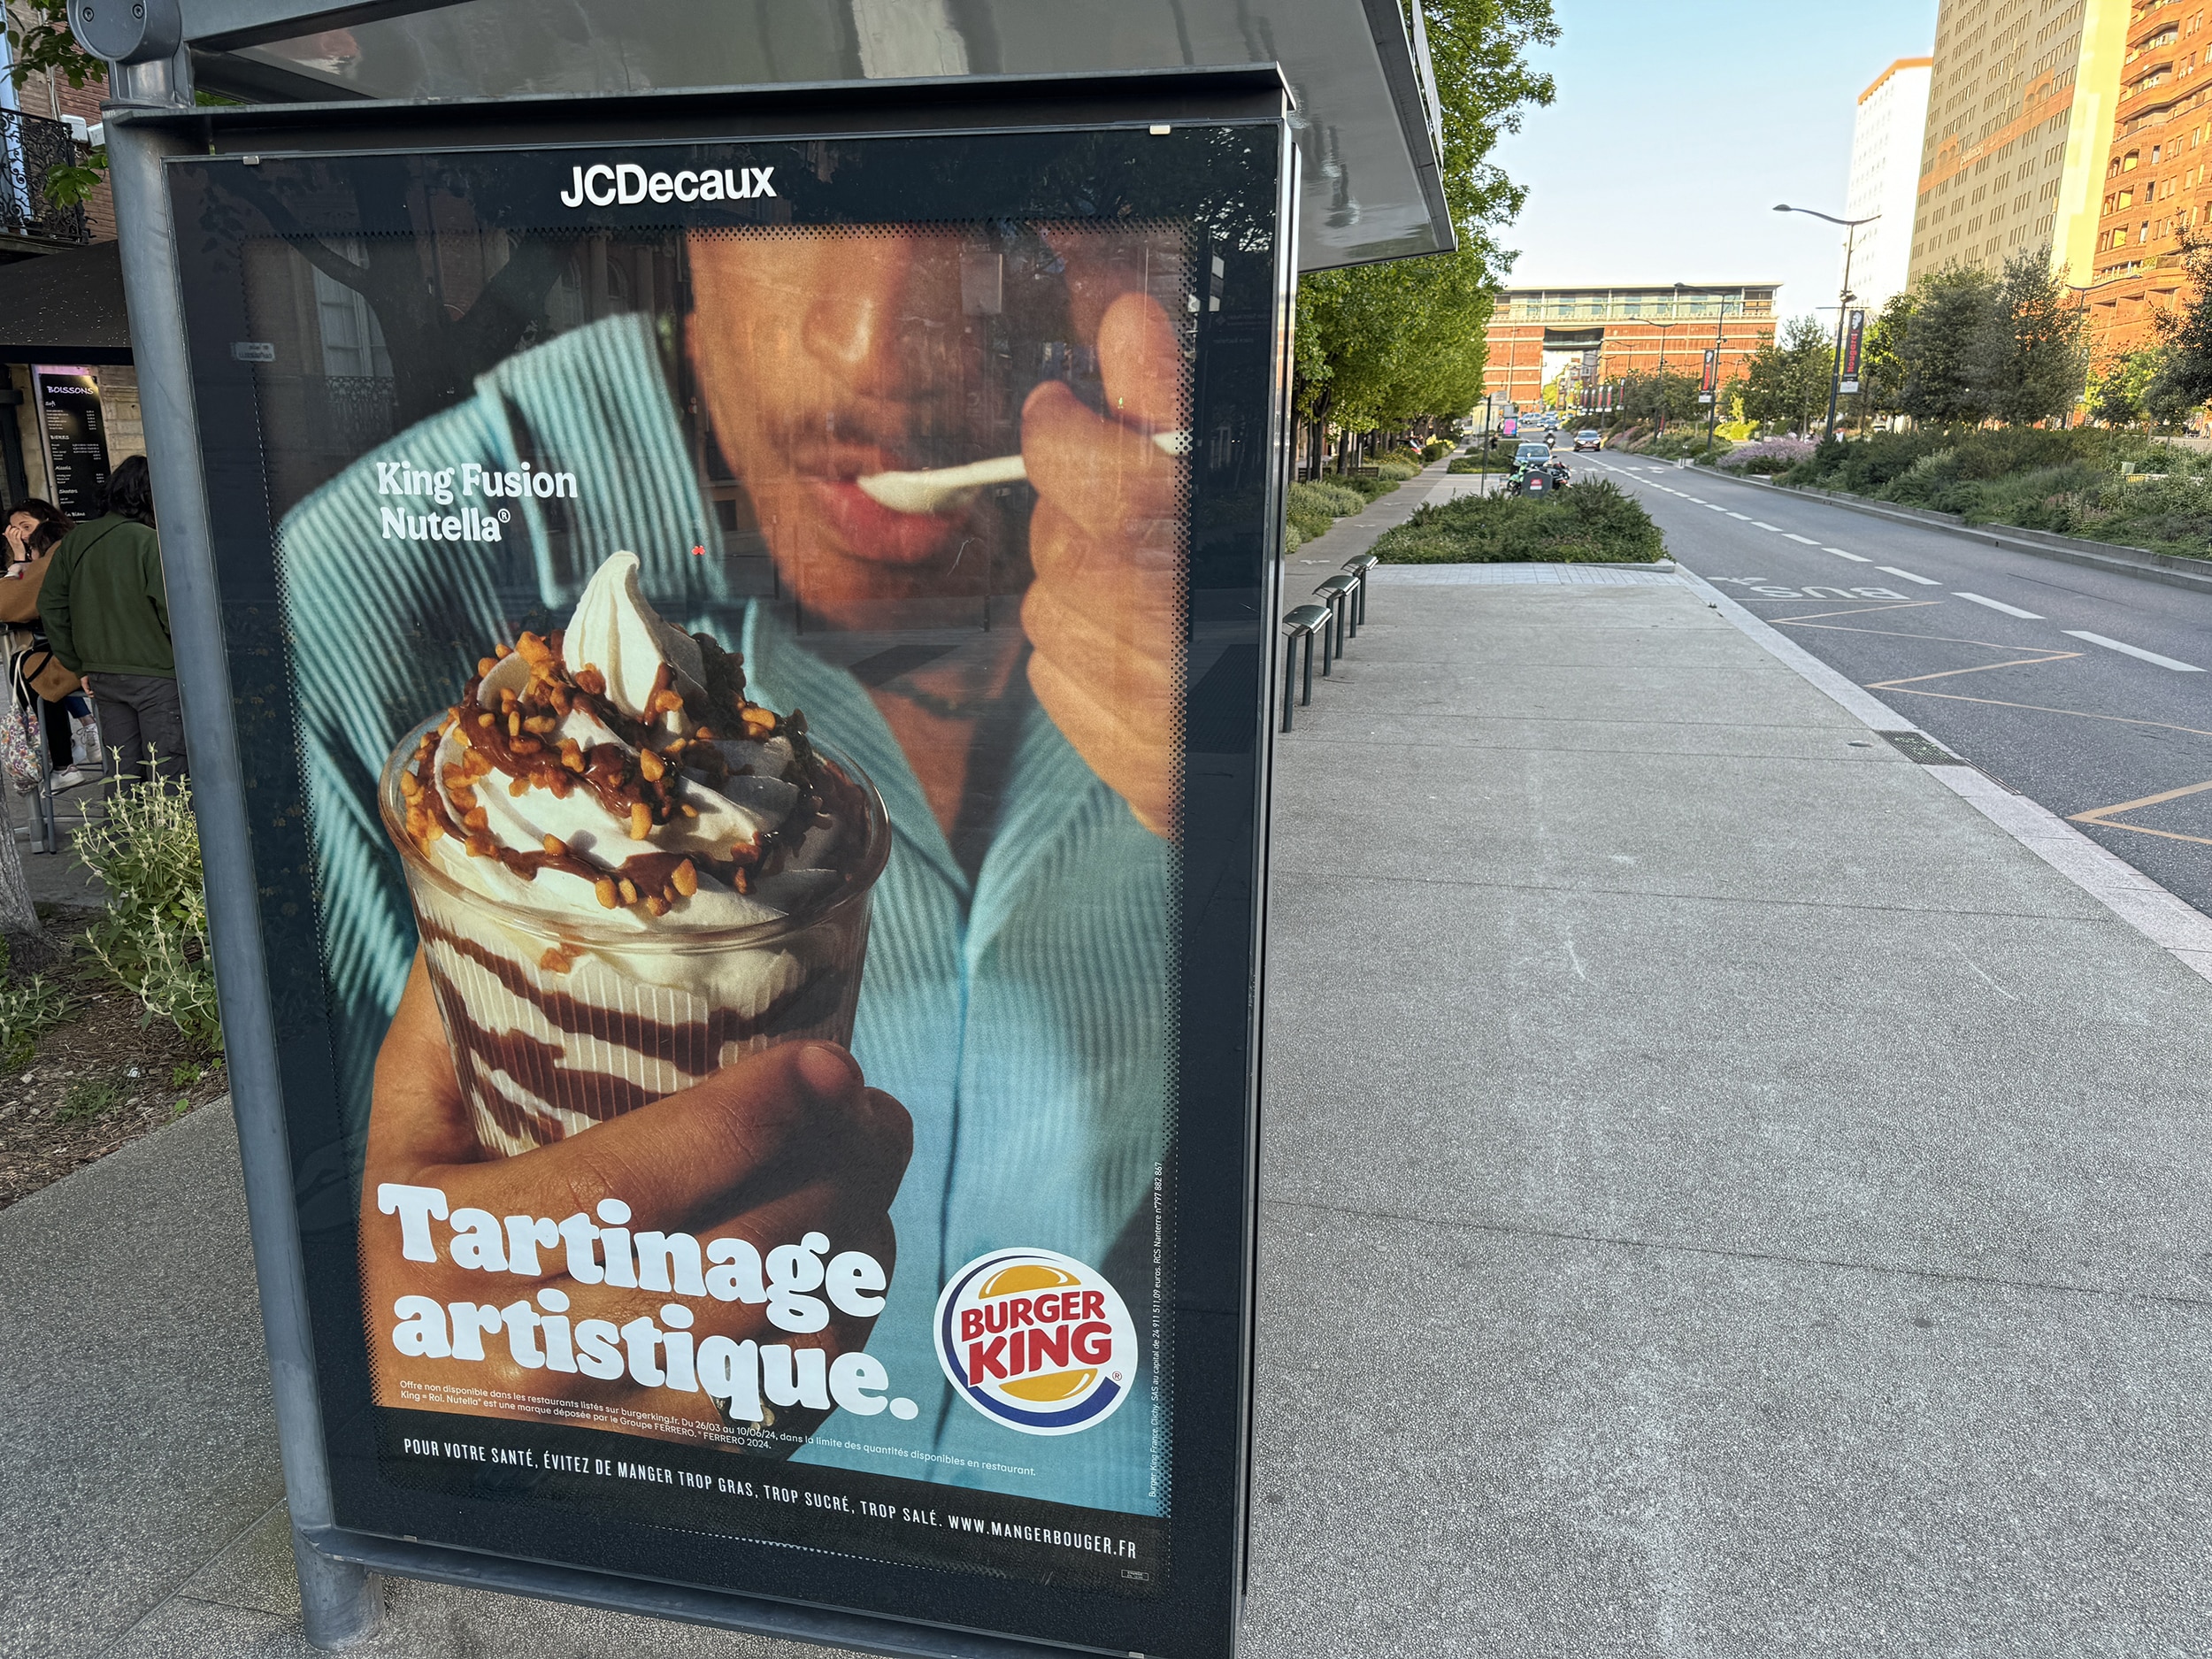 JCDecaux
King Fusion
Nutella®
Tartinage
artistique.
BURGER
KING
®
Offre non disponible dans les restaurants listés sur burgerking.fr. Du 26/03 au 10/06/24, dans la limite des quantités disponibles en restaurant.
King = Roi. Nutella® est une marque déposée par le Groupe FERRERO. ® FERRERO 2024.
Burger King France, Clichy, SAS au capital de 24 911 511,09 euros. RCS Nanterre n°797 882 867
POUR VOTRE SANTÉ, ÉVITEZ DE MANGER TROP GRAS, TROP SUCRÉ, TROP SALÉ. WWW.MANGERBOUGER.FR
BOISSONS
BUS